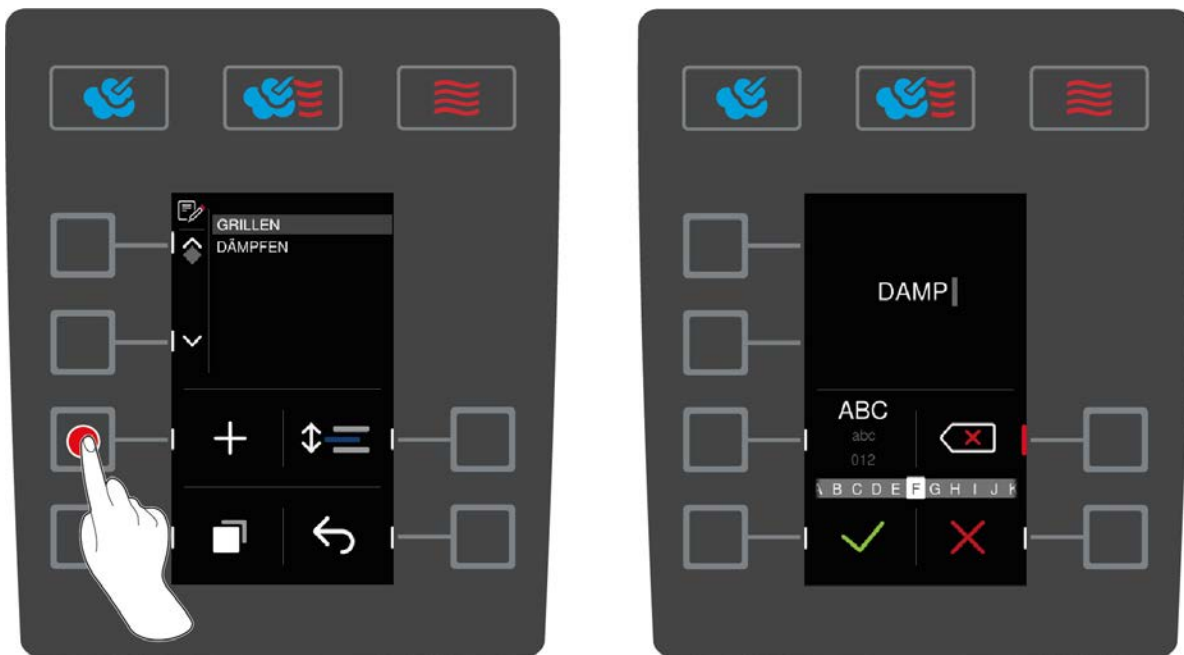 GRILLEN
DÄMPFEN
DAMP
ABC
abc
012
A B C D E F G H I J K